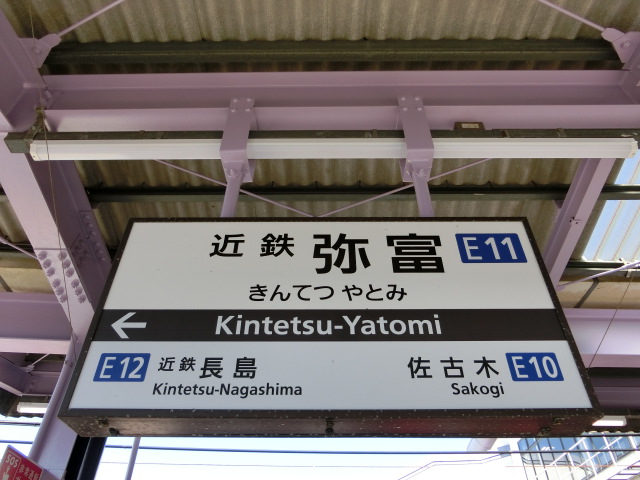 近鉄 弥富 E11
きんてつ やとみ
← Kintetsu-Yatomi
E12 近鉄長島 佐古木 E10
Kintetsu-Nagashima Sakogi
SOS